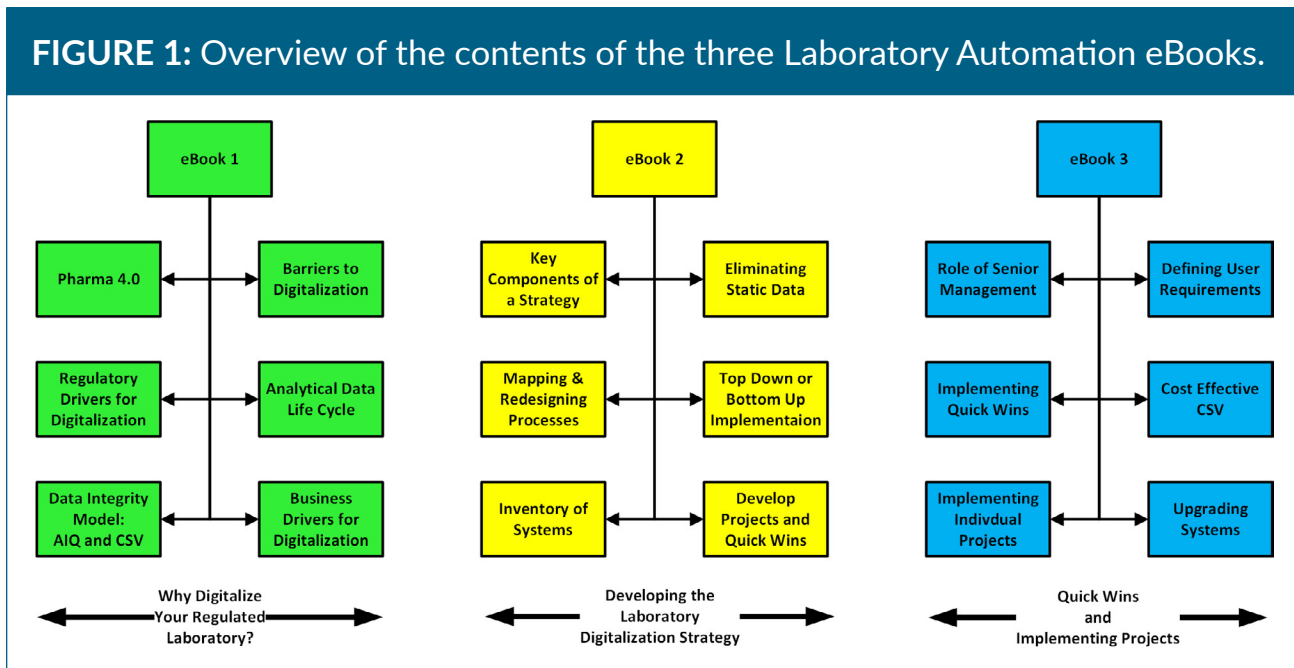 FIGURE 1: Overview of the contents of the three Laboratory Automation eBooks.
eBook 1
Pharma 4.0
Barriers to
Digitalization
Regulatory
Drivers for
Digitalization
Analytical Data
Life Cycle
Data Integrity
Model:
AIQ and CSV
Business
Drivers for
Digitalization
Why Digitalize
Your Regulated
Laboratory?
eBook 2
Key
Components of
a Strategy
Eliminating
Static Data
Mapping &
Redesigning
Processes
Top Down or
Bottom Up
Implementaion
Inventory of
Systems
Develop
Projects and
Quick Wins
Developing the
Laboratory
Digitalization Strategy
eBook 3
Role of Senior
Management
Defining User
Requirements
Implementing
Quick Wins
Cost Effective
CSV
Implementing
Indivdual
Projects
Upgrading
Systems
Quick Wins
and
Implementing Projects